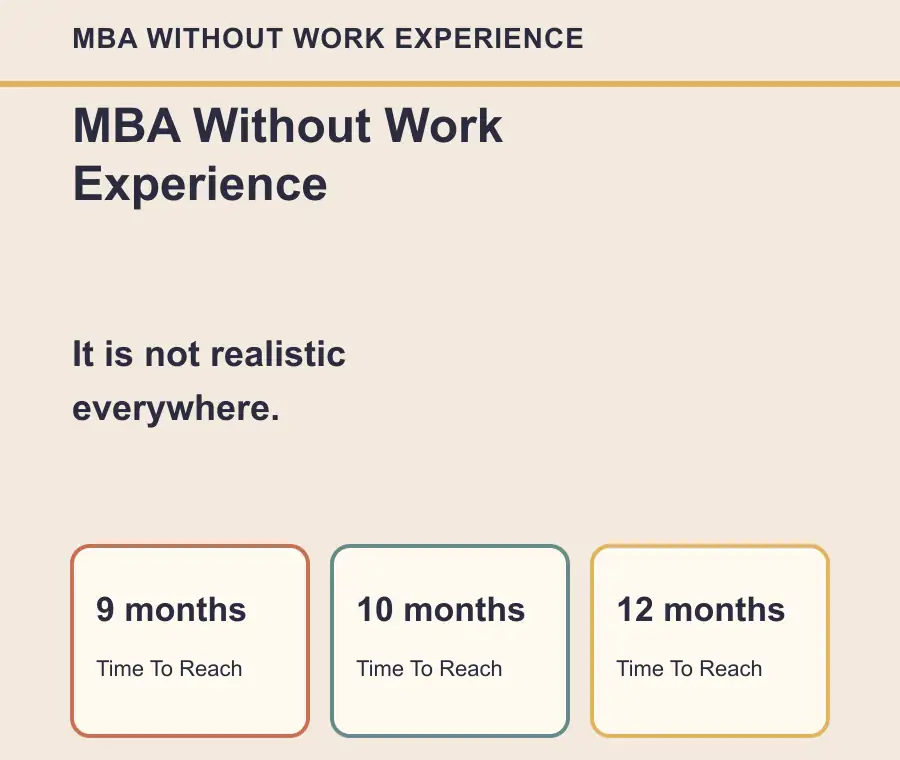 MBA WITHOUT WORK EXPERIENCE
MBA Without Work
Experience
It is not realistic
everywhere.
9 months
Time To Reach
10 months
Time To Reach
12 months
Time To Reach